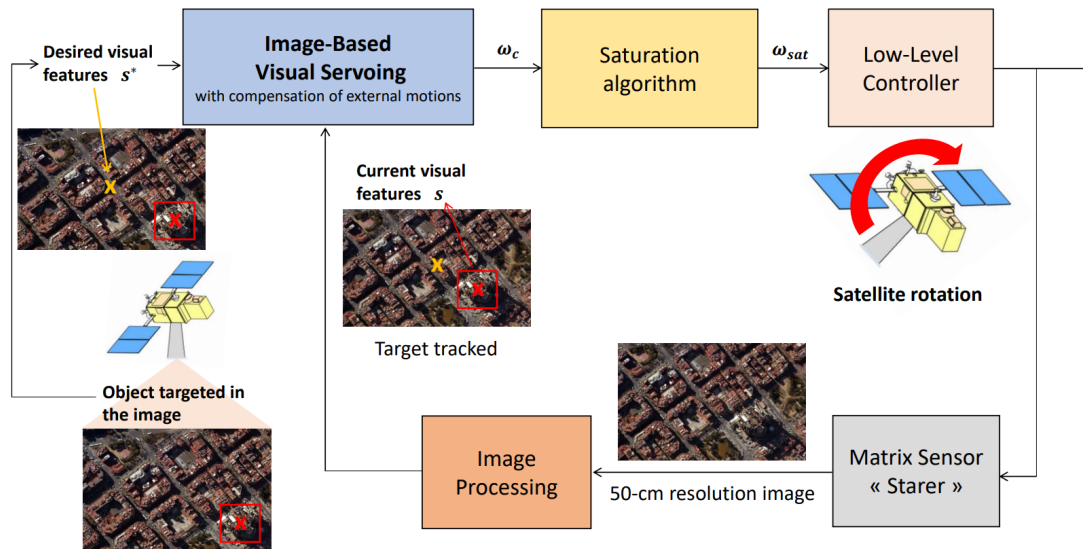 Desired visual
features s*
Image-Based
Visual Servoing
with compensation of external motions
ω_c
Saturation
algorithm
ω_sat
Low-Level
Controller
X
X
Current visual
features s
X
X
Target tracked
Satellite rotation
Object targeted in
the image
X
Image
Processing
50-cm resolution image
Matrix Sensor
« Starer »